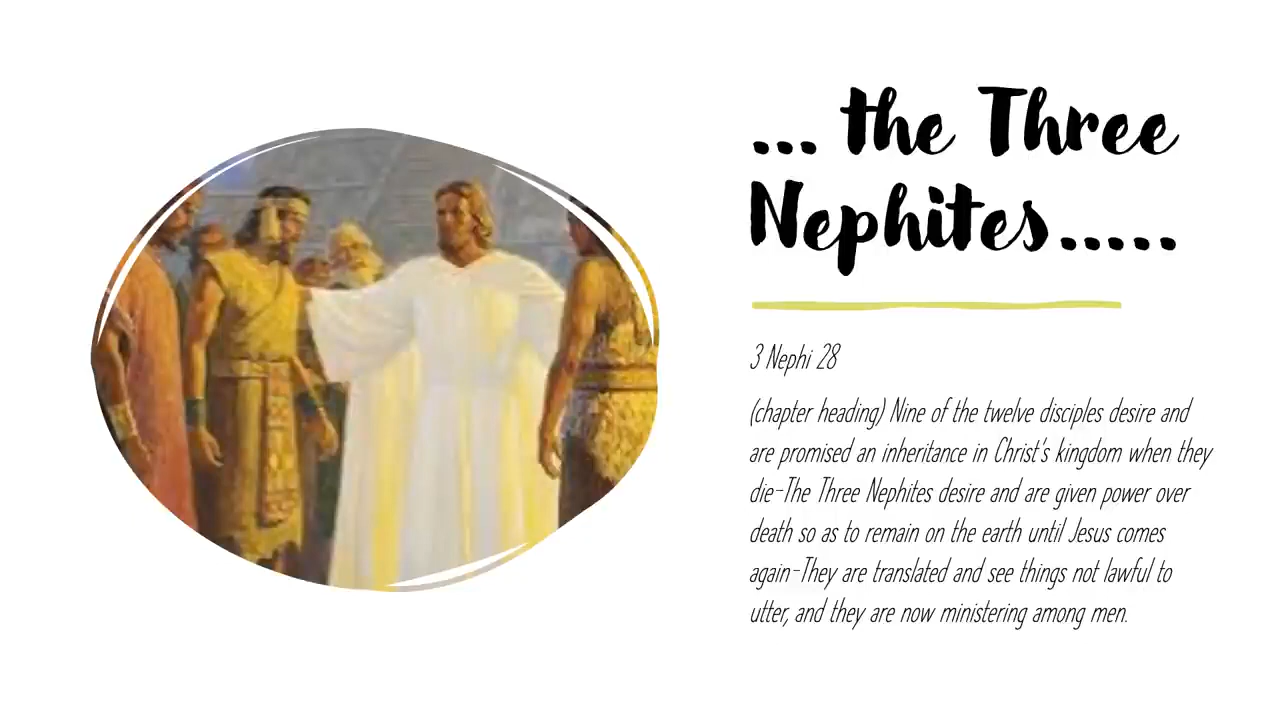 ... the Three
Nephites.....
3 Nephi 28
(chapter heading) Nine of the twelve disciples desire and
are promised an inheritance in Christ's kingdom when they
die-The Three Nephites desire and are given power over
death so as to remain on the earth until Jesus comes
again-They are translated and see things not lawful to
utter, and they are now ministering among men.